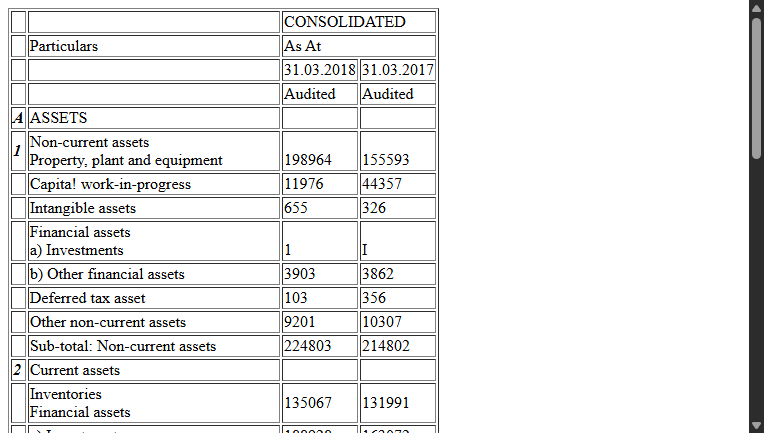 CONSOLIDATED
Particulars As At
31.03.2018 31.03.2017
Audited Audited
A ASSETS
1 Non-current assets
Property, plant and equipment 198964 155593
Capita! work-in-progress 11976 44357
Intangible assets 655 326
Financial assets
a) Investments 1 I
b) Other financial assets 3903 3862
Deferred tax asset 103 356
Other non-current assets 9201 10307
Sub-total: Non-current assets 224803 214802
2 Current assets
Inventories 135067 131991
Financial assets